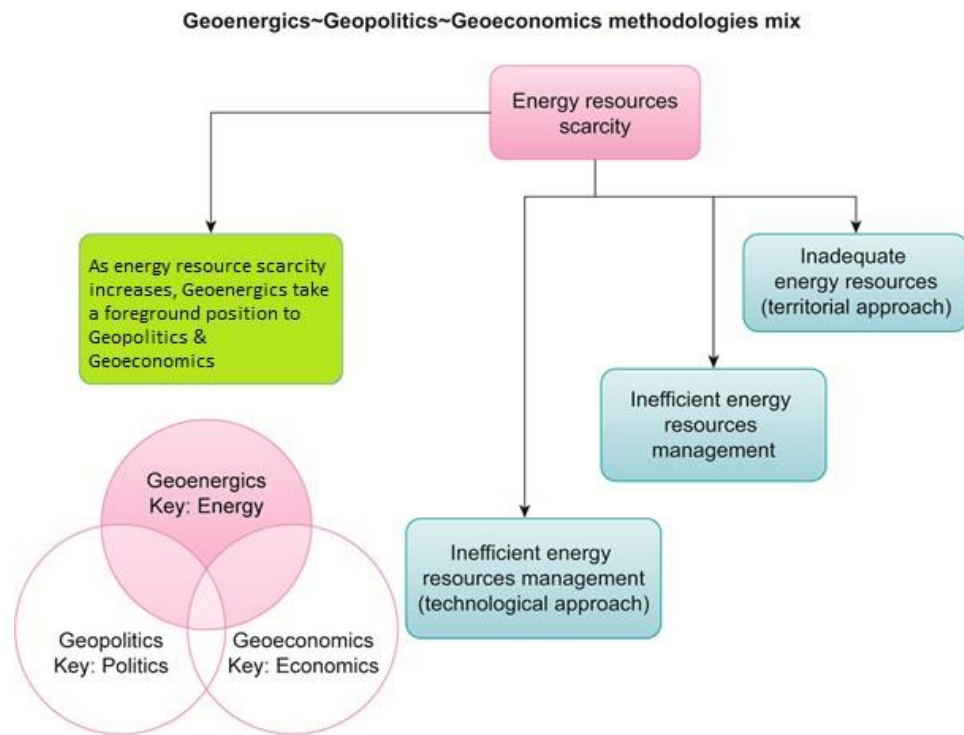 Geoenergics~Geopolitics~Geoeconomics methodologies mix
Energy resources
scarcity
As energy resource scarcity
increases, Geoenergics take
a foreground position to
Geopolitics &
Geoeconomics
Inadequate
energy resources
(territorial approach)
Inefficient energy
resources
management
Inefficient energy
resources management
(technological approach)
Geoenergics
Key: Energy
Geopolitics
Key: Politics
Geoeconomics
Key: Economics